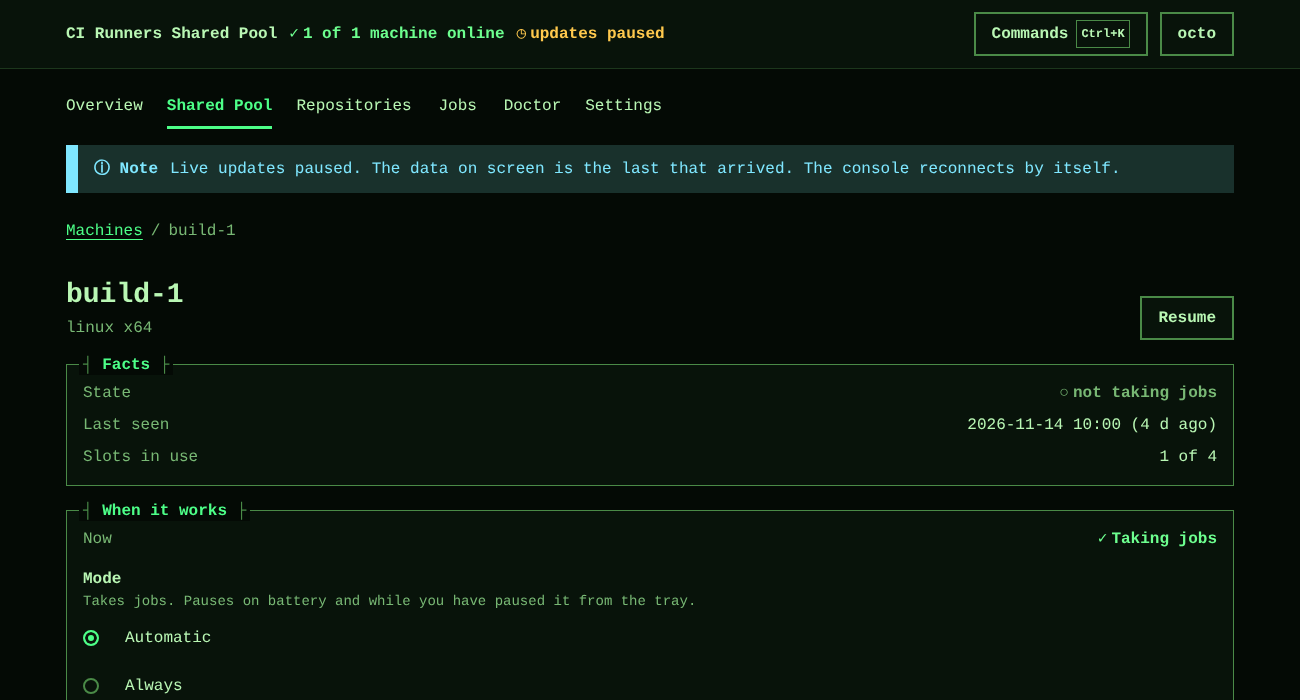 CI Runners Shared Pool ✓ 1 of 1 machine online ◷ updates paused
Commands Ctrl+K
octo
Overview Shared Pool Repositories Jobs Doctor Settings
ⓘ Note Live updates paused. The data on screen is the last that arrived. The console reconnects by itself.
Machines / build-1
build-1
linux x64
Resume
Facts
State ○ not taking jobs
Last seen 2026-11-14 10:00 (4 d ago)
Slots in use 1 of 4
When it works
Now ✓ Taking jobs
Mode
Takes jobs. Pauses on battery and while you have paused it from the tray.
Automatic
Always